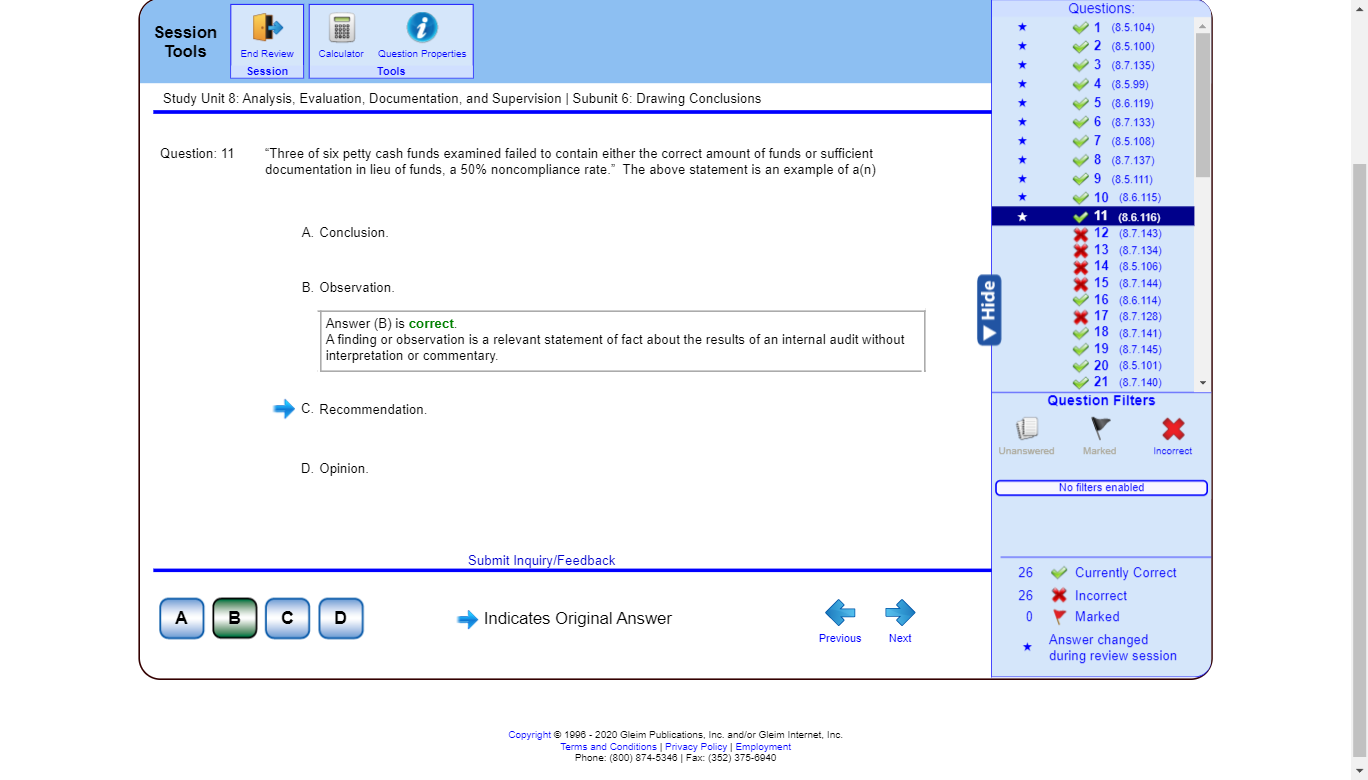 Session Tools
End Review
Session
Calculator
Question Properties
Tools
Study Unit 8: Analysis, Evaluation, Documentation, and Supervision | Subunit 6: Drawing Conclusions
Question: 11
“Three of six petty cash funds examined failed to contain either the correct amount of funds or sufficient
documentation in lieu of funds, a 50% noncompliance rate.” The above statement is an example of a(n)
A. Conclusion.
B. Observation.
Answer (B) is correct.
A finding or observation is a relevant statement of fact about the results of an internal audit without
interpretation or commentary.
C. Recommendation.
D. Opinion.
Submit Inquiry/Feedback
A B C D
Indicates Original Answer
Previous
Next
Hide
Questions:
1 (8.5.104)
2 (8.5.100)
3 (8.7.135)
4 (8.5.99)
5 (8.6.119)
6 (8.7.133)
7 (8.5.108)
8 (8.7.137)
9 (8.5.111)
10 (8.6.115)
11 (8.6.116)
12 (8.7.143)
13 (8.7.134)
14 (8.5.106)
15 (8.7.144)
16 (8.6.114)
17 (8.7.128)
18 (8.7.141)
19 (8.7.145)
20 (8.5.101)
21 (8.7.140)
Question Filters
Unanswered
Marked
Incorrect
No filters enabled
26 Currently Correct
26 Incorrect
0 Marked
Answer changed
during review session
Copyright © 1996 - 2020 Gleim Publications, Inc. and/or Gleim Internet, Inc.
Terms and Conditions | Privacy Policy | Employment
Phone: (800) 874-5346 | Fax: (352) 375-6940